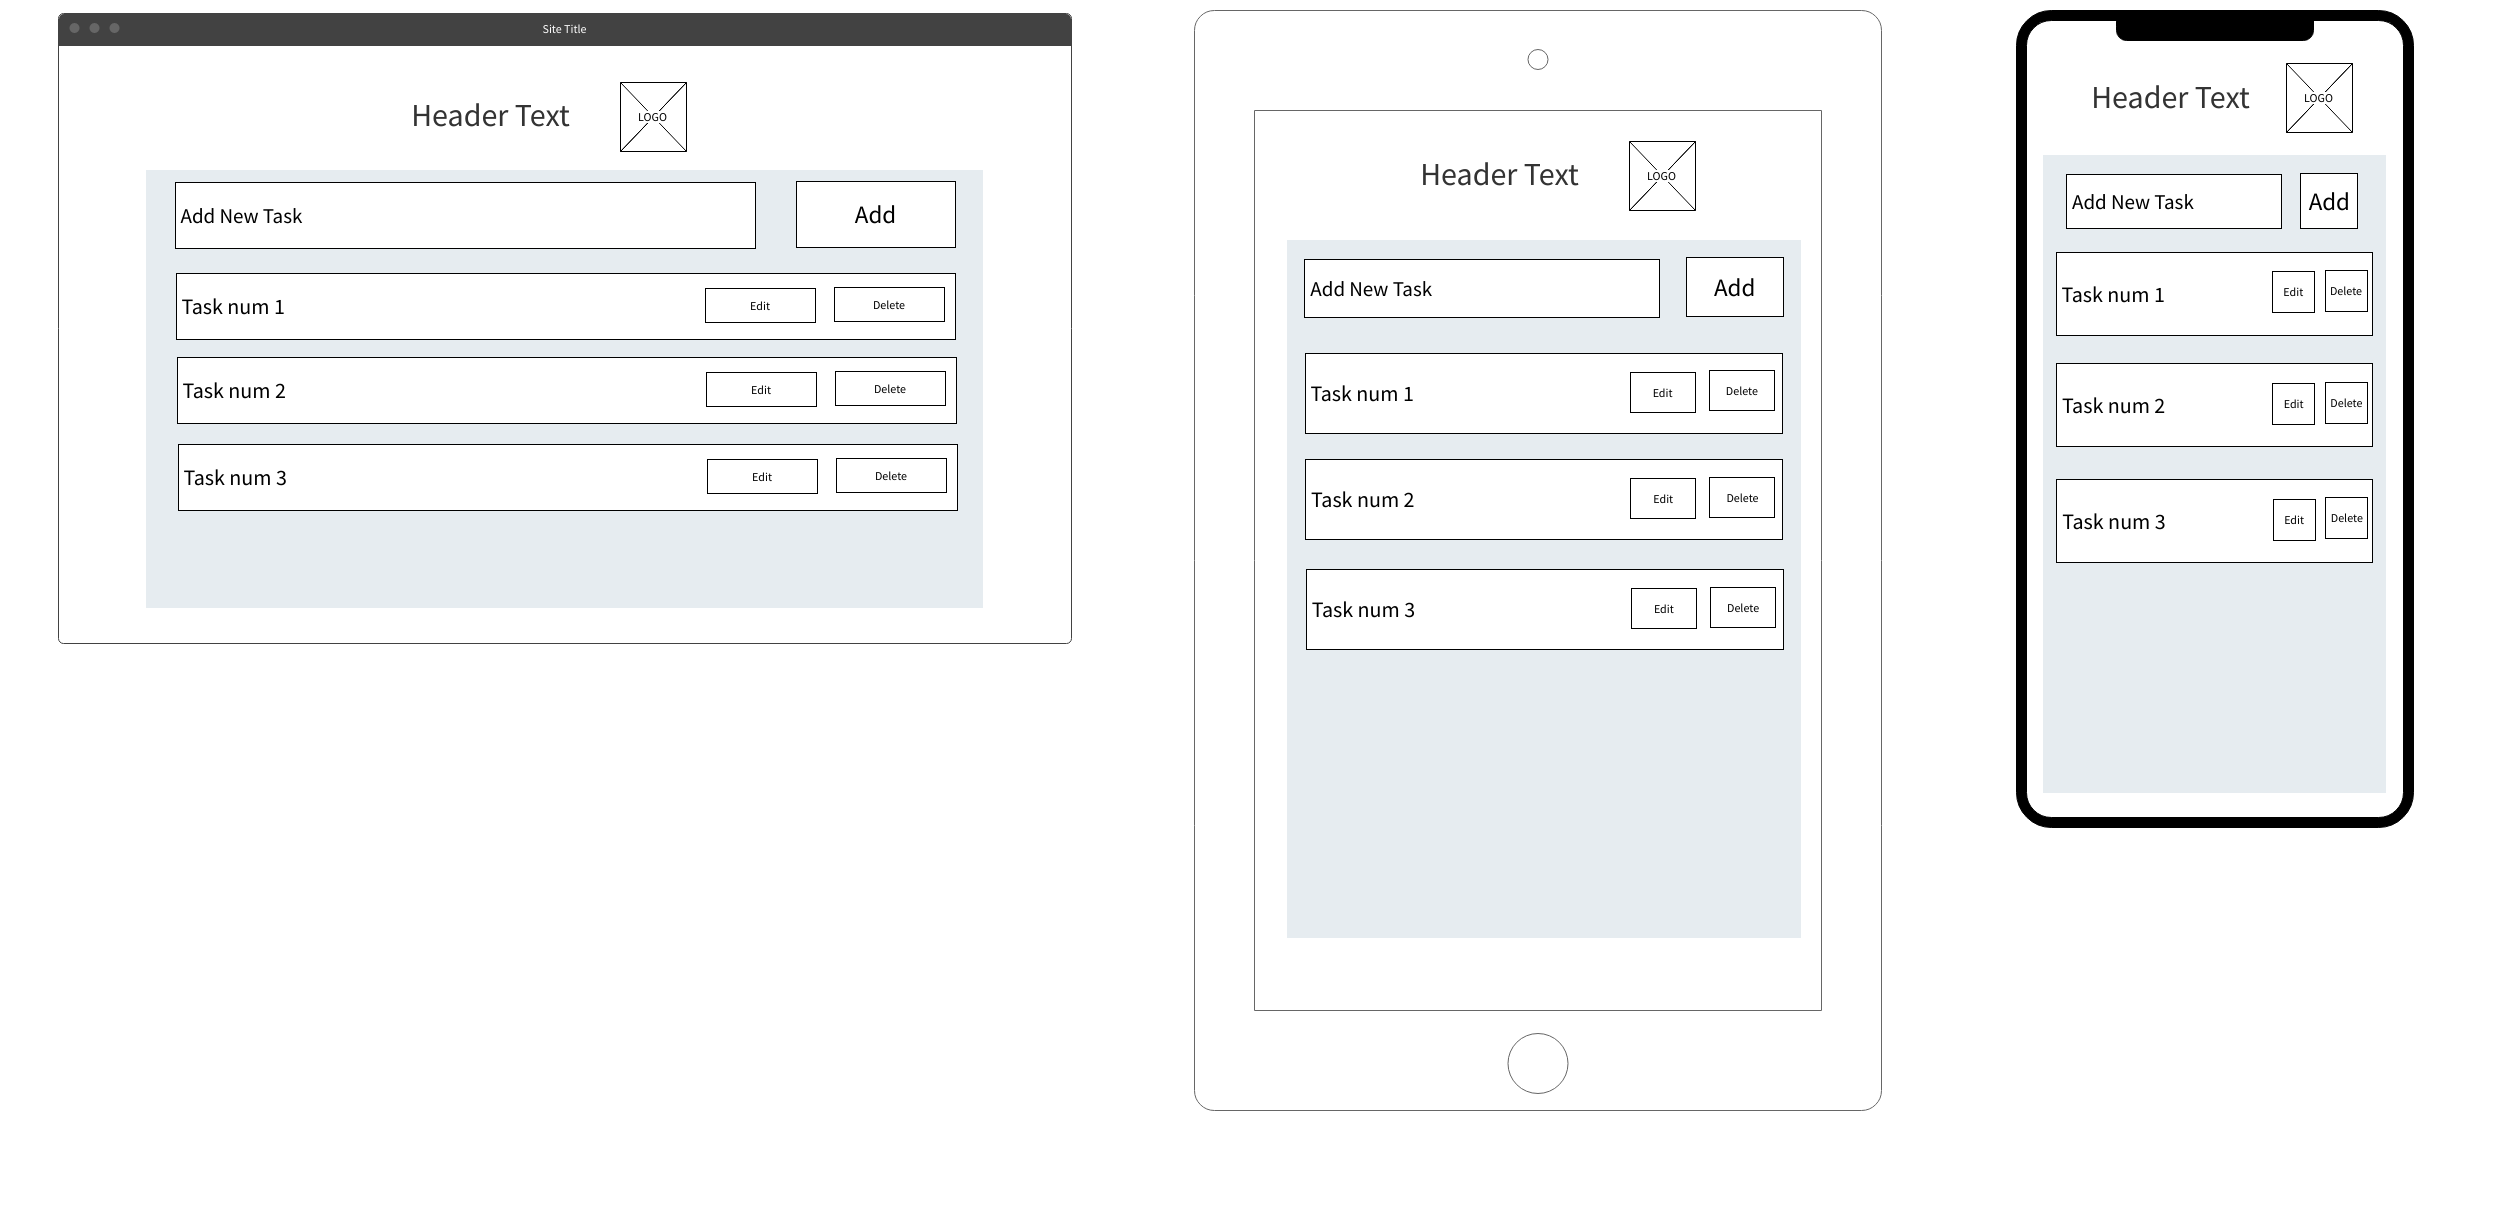 Site Title
Header Text
LOGO
Add New Task
Add
Task num 1
Edit
Delete
Task num 2
Edit
Delete
Task num 3
Edit
Delete
Header Text
LOGO
Add New Task
Add
Task num 1
Edit
Delete
Task num 2
Edit
Delete
Task num 3
Edit
Delete
Header Text
LOGO
Add New Task
Add
Task num 1
Edit
Delete
Task num 2
Edit
Delete
Task num 3
Edit
Delete